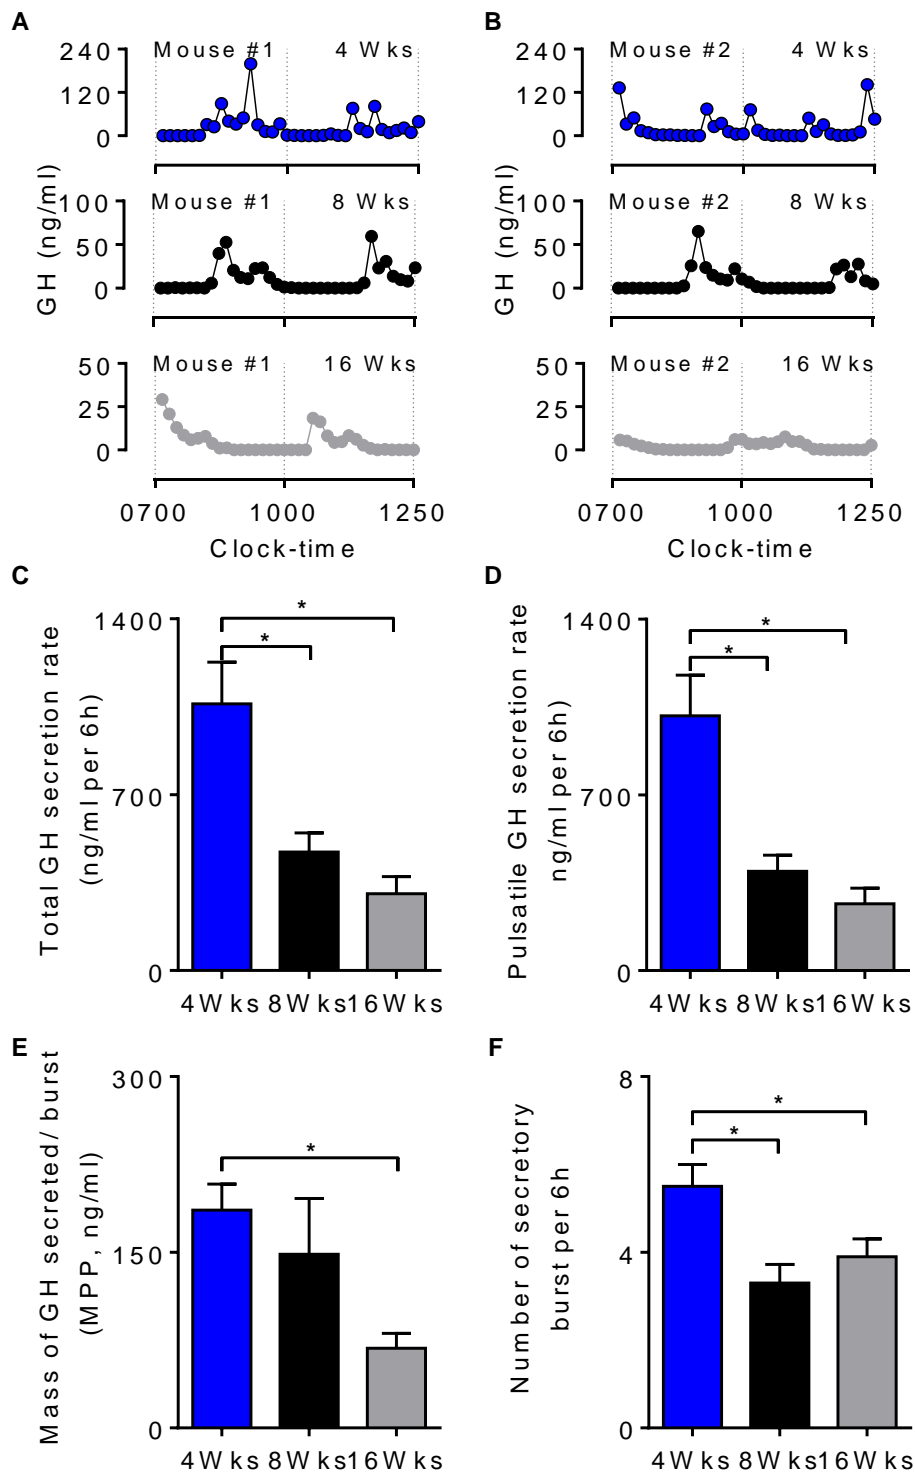 A
B
Mouse #1 4 Wks
Mouse #2 4 Wks
240
120
0
240
120
0
Mouse #1 8 Wks
Mouse #2 8 Wks
100
50
0
100
50
0
GH (ng/ml)
GH (ng/ml)
Mouse #1 16 Wks
Mouse #2 16 Wks
50
25
0
50
25
0
0700 1000 1250
0700 1000 1250
Clock-time
Clock-time
C
D
Total GH secretion rate
(ng/ml per 6h)
1400
700
0
*
*
4Wks 8Wks 16Wks
Pulsatile GH secretion rate
ng/ml per 6h)
1400
700
0
*
*
4Wks 8Wks 16Wks
E
F
Mass of GH secreted/ burst
(MPP, ng/ml)
300
150
0
*
4Wks 8Wks 16Wks
Number of secretory
burst per 6h
8
4
0
*
*
4Wks 8Wks 16Wks